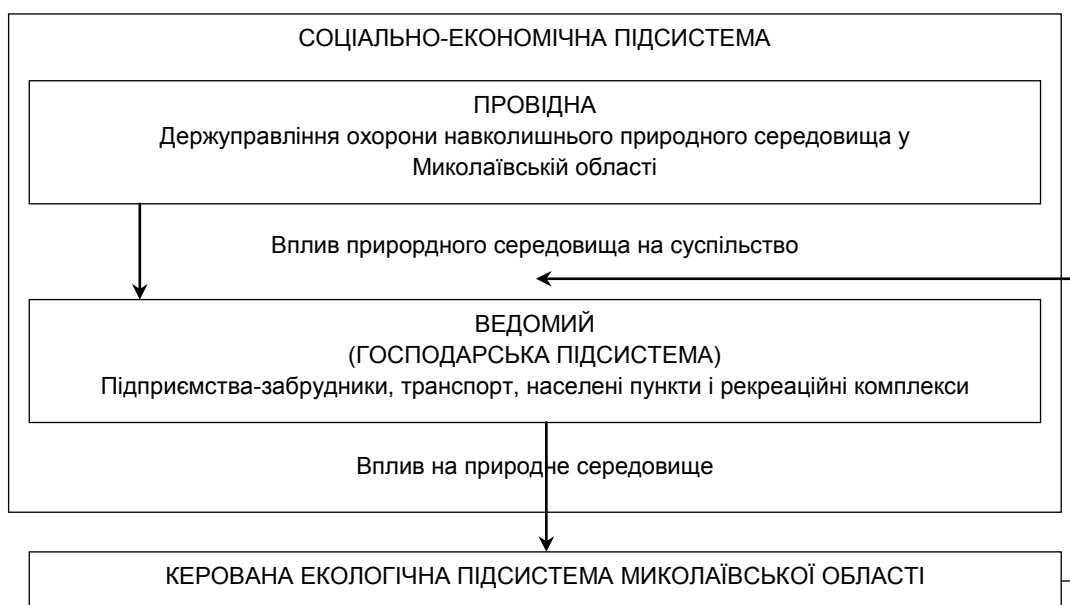 СОЦІАЛЬНО-ЕКОНОМІЧНА ПІДСИСТЕМА
ПРОВІДНА
Держуправління охорони навколишнього природного середовища у
Миколаївській області
Вплив прирордного середовища на суспільство
ВЕДОМИЙ
(ГОСПОДАРСЬКА ПІДСИСТЕМА)
Підприємства-забрудники, транспорт, населені пункти і рекреаційні комплекси
Вплив на природне середовище
КЕРОВАНА ЕКОЛОГІЧНА ПІДСИСТЕМА МИКОЛАЇВСЬКОЇ ОБЛАСТІ